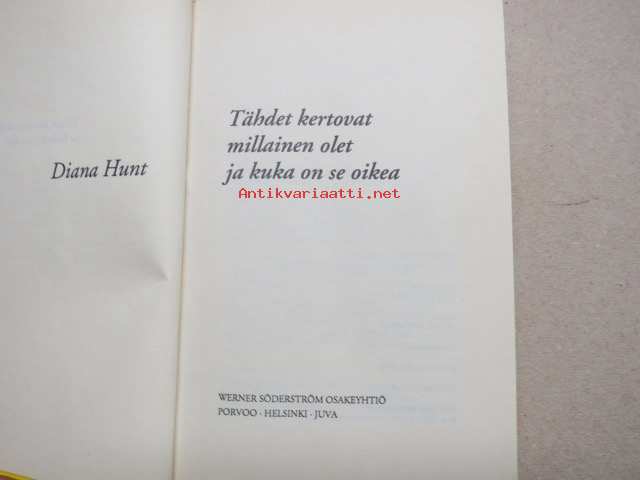 Diana Hunt
Tähdet kertovat
millainen olet
ja kuka on se oikea
Antikvariaatti.net
WERNER SÖDERSTRÖM OSAKEYHTIÖ
PORVOO · HELSINKI · JUVA